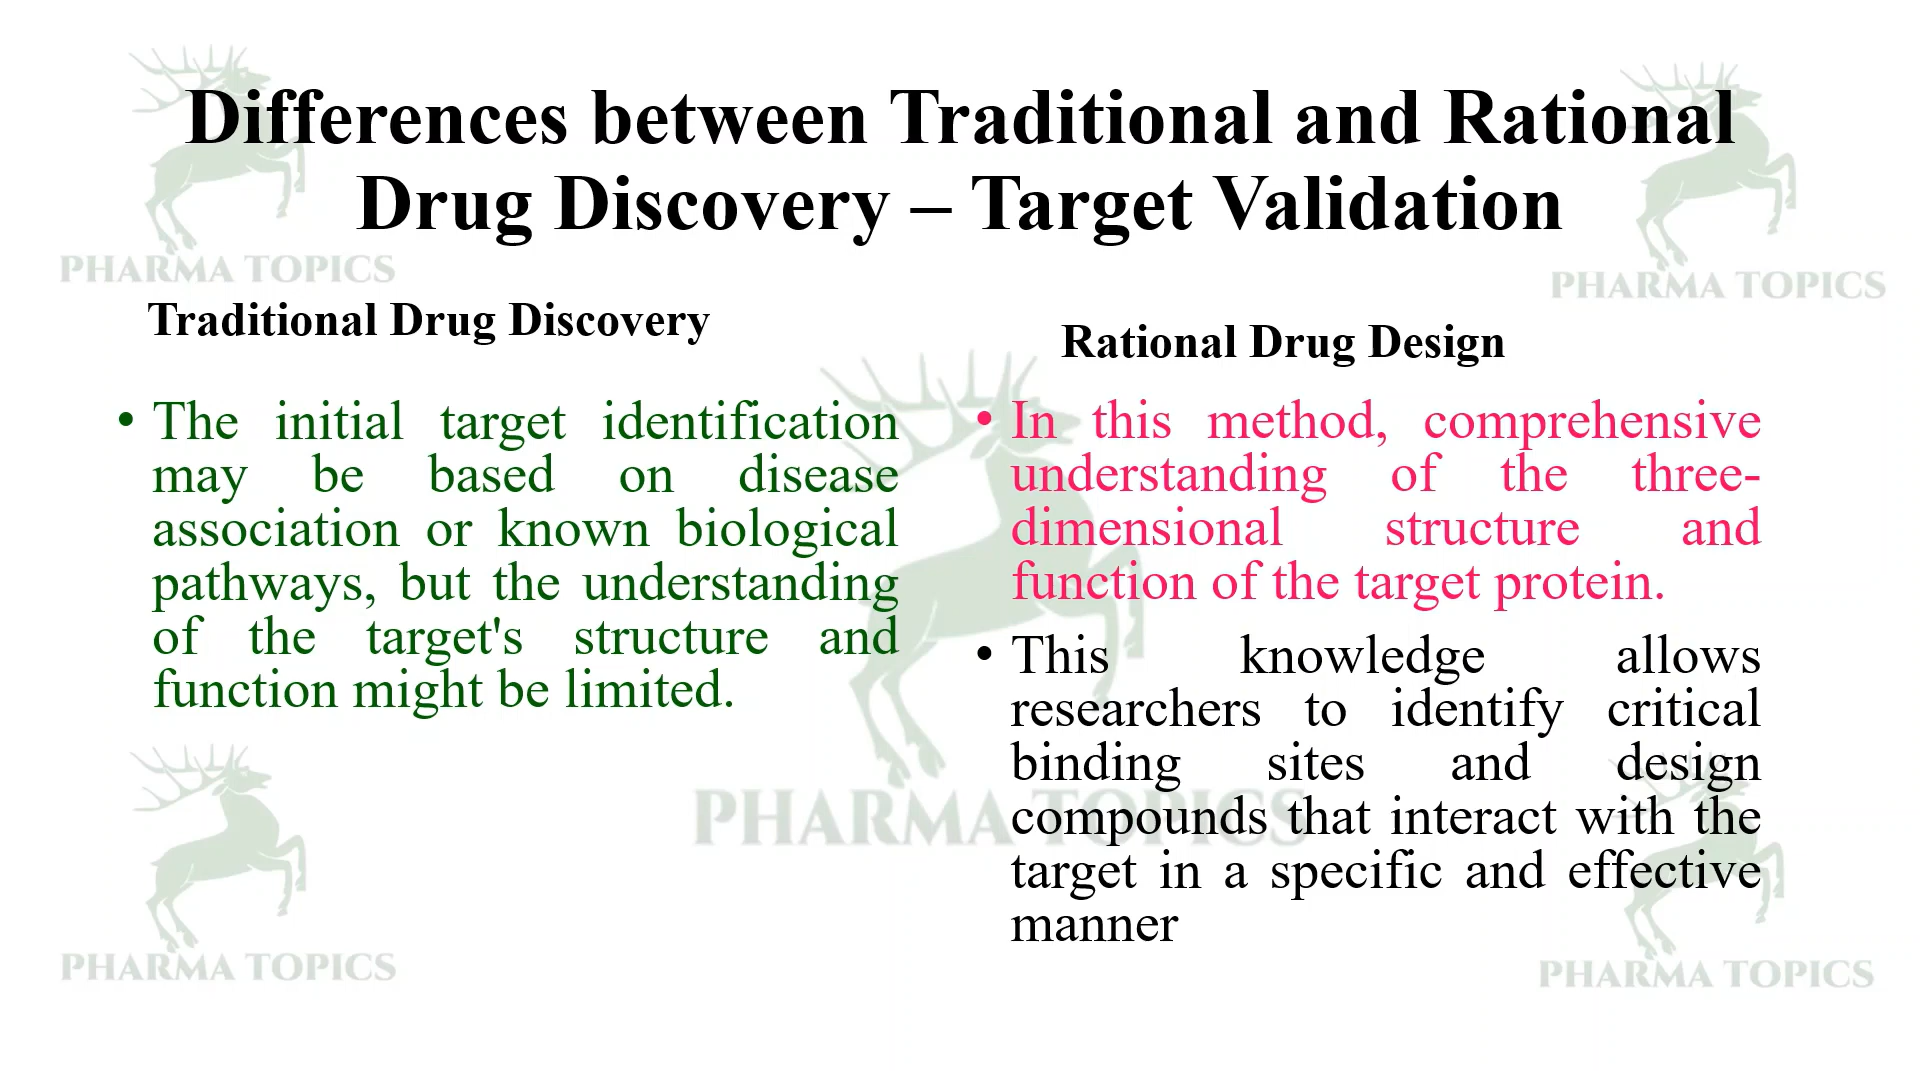 Differences between Traditional and Rational
Drug Discovery – Target Validation
PHARMA TOPICS
PHARMA TOPICS
Traditional Drug Discovery
• The initial target identification
may be based on disease
association or known biological
pathways, but the understanding
of the target's structure and
function might be limited.
Rational Drug Design
• In this method, comprehensive
understanding of the three-
dimensional structure and
function of the target protein.
• This knowledge allows
researchers to identify critical
binding sites and design
compounds that interact with the
target in a specific and effective
manner
PHARMA TOPICS
PHARMA TOPICS
PHARMA TOPICS